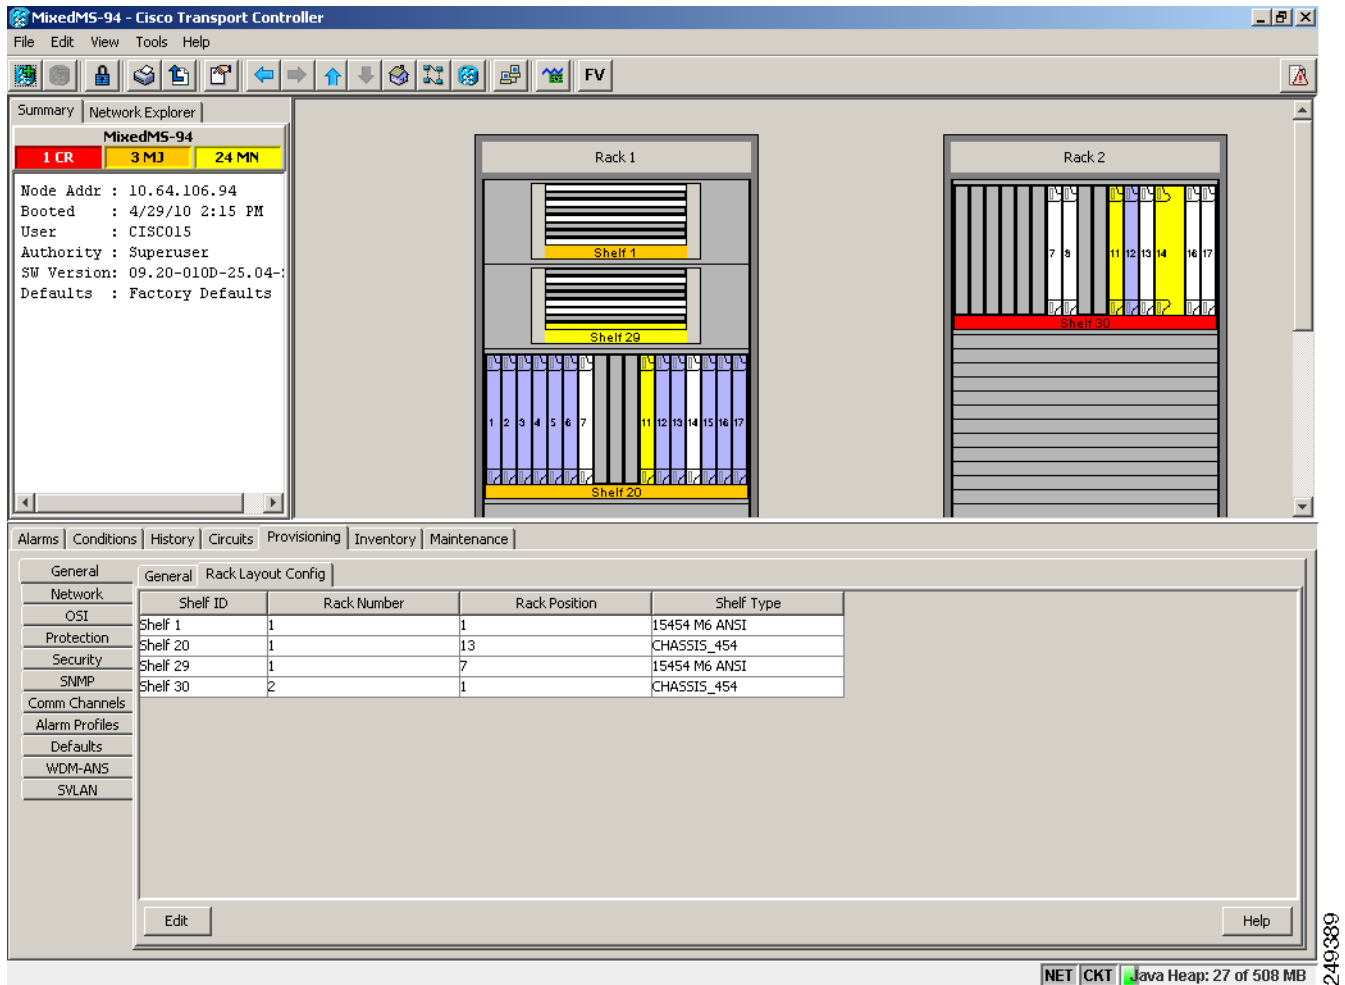 MixedMS-94 - Cisco Transport Controller
File Edit View Tools Help
FV
Summary Network Explorer
MixedMS-94
1 CR 3 MJ 24 MN
Node Addr : 10.64.106.94
Booted : 4/29/10 2:15 PM
User : CISCO15
Authority : Superuser
SW Version: 09.20-010D-25.04-
Defaults : Factory Defaults
Rack 1
Shelf 1
Shelf 29
1 2 3 4 5 6 7 11 12 13 14 15 16 17
Shelf 20
Rack 2
7 8 11 12 13 14 16 17
Shelf 30
Alarms Conditions History Circuits Provisioning Inventory Maintenance
General
Network
OSI
Protection
Security
SNMP
Comm Channels
Alarm Profiles
Defaults
WDM-ANS
SVLAN
General Rack Layout Config
Shelf ID Rack Number Rack Position Shelf Type
Shelf 1 1 1 15454 M6 ANSI
Shelf 20 1 13 CHASSIS_454
Shelf 29 1 7 15454 M6 ANSI
Shelf 30 2 1 CHASSIS_454
Edit Help
NET CKT Java Heap: 27 of 508 MB
249389